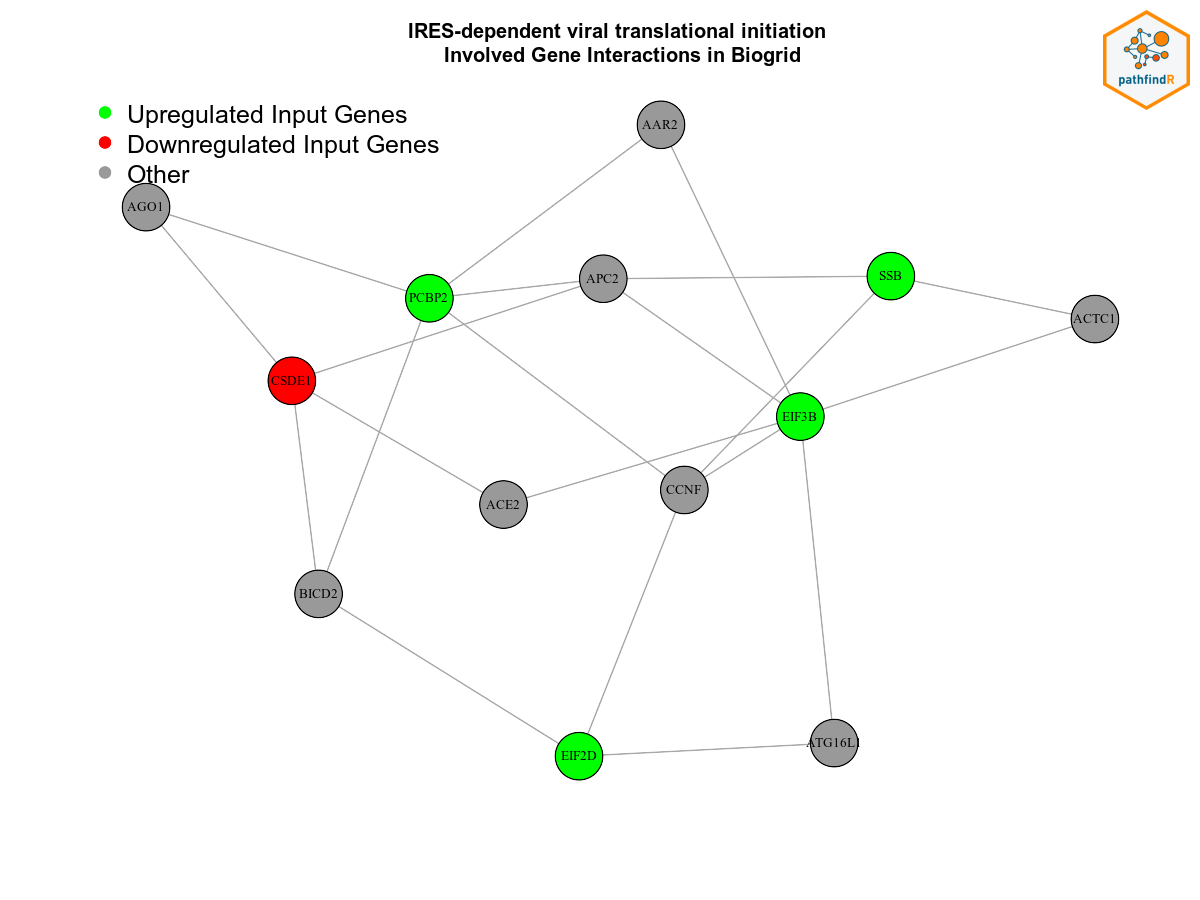 IRES-dependent viral translational initiation
Involved Gene Interactions in Biogrid
pathfindR
Upregulated Input Genes
Downregulated Input Genes
Other
AAR2
AGO1
APC2
SSB
PCBP2
ACTC1
CSDE1
EIF3B
CCNF
ACE2
BICD2
ATG16L1
EIF2D